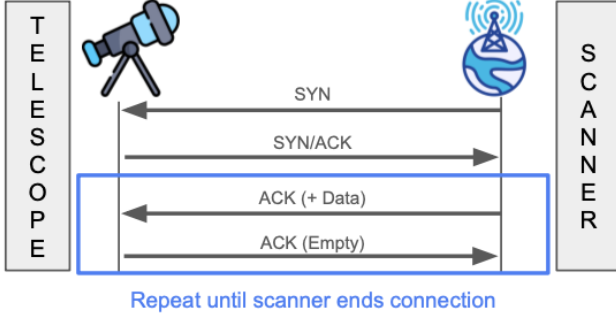 TELESCOPE
SYN
SYN/ACK
ACK (+ Data)
ACK (Empty)
SCANNER
Repeat until scanner ends connection